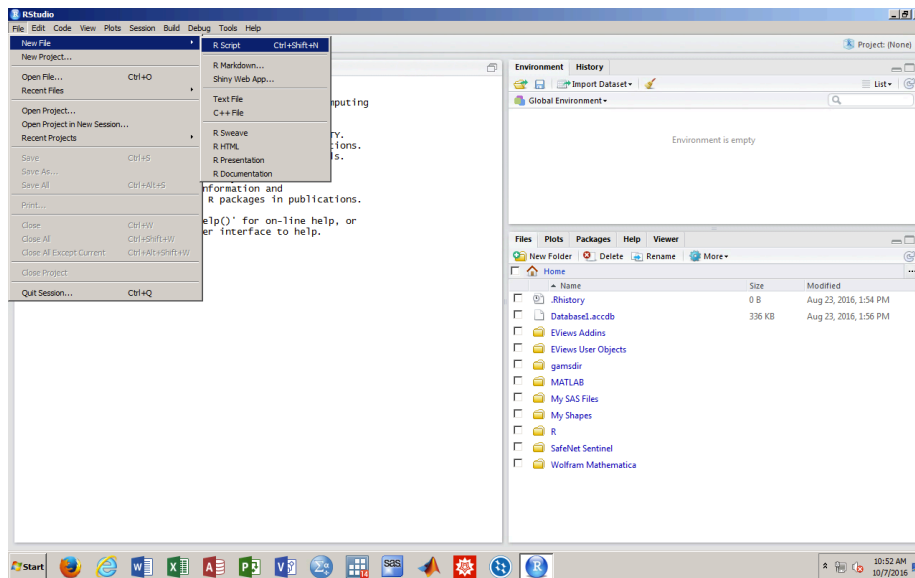 RStudio
File Edit Code View Plots Session Build Debug Tools Help
New File
New Project...
Open File... Ctrl+O
Recent Files
Open Project...
Open Project in New Session...
Recent Projects
Save Ctrl+S
Save As...
Save All Ctrl+Alt+S
Print...
Close Ctrl+W
Close All Ctrl+Shift+W
Close All Except Current Ctrl+Alt+Shift+W
Close Project
Quit Session... Ctrl+Q
R Script Ctrl+Shift+N
R Markdown...
Shiny Web App...
Text File
C++ File
R Sweave
R HTML
R Presentation
R Documentation
mputing
TY.
tions.
ls.
nformation and
R packages in publications.
elp()' for on-line help, or
er interface to help.
Project: (None)
Environment History
Import Dataset List
Global Environment
Environment is empty
Files Plots Packages Help Viewer
New Folder Delete Rename More
Home
Name Size Modified
.Rhistory 0 B Aug 23, 2016, 1:54 PM
Database1.accdb 336 KB Aug 23, 2016, 1:56 PM
EViews Addins
EViews User Objects
gamsdir
MATLAB
My SAS Files
My Shapes
R
SafeNet Sentinel
Wolfram Mathematica
Start
sas
14
R
10:52 AM
10/7/2016